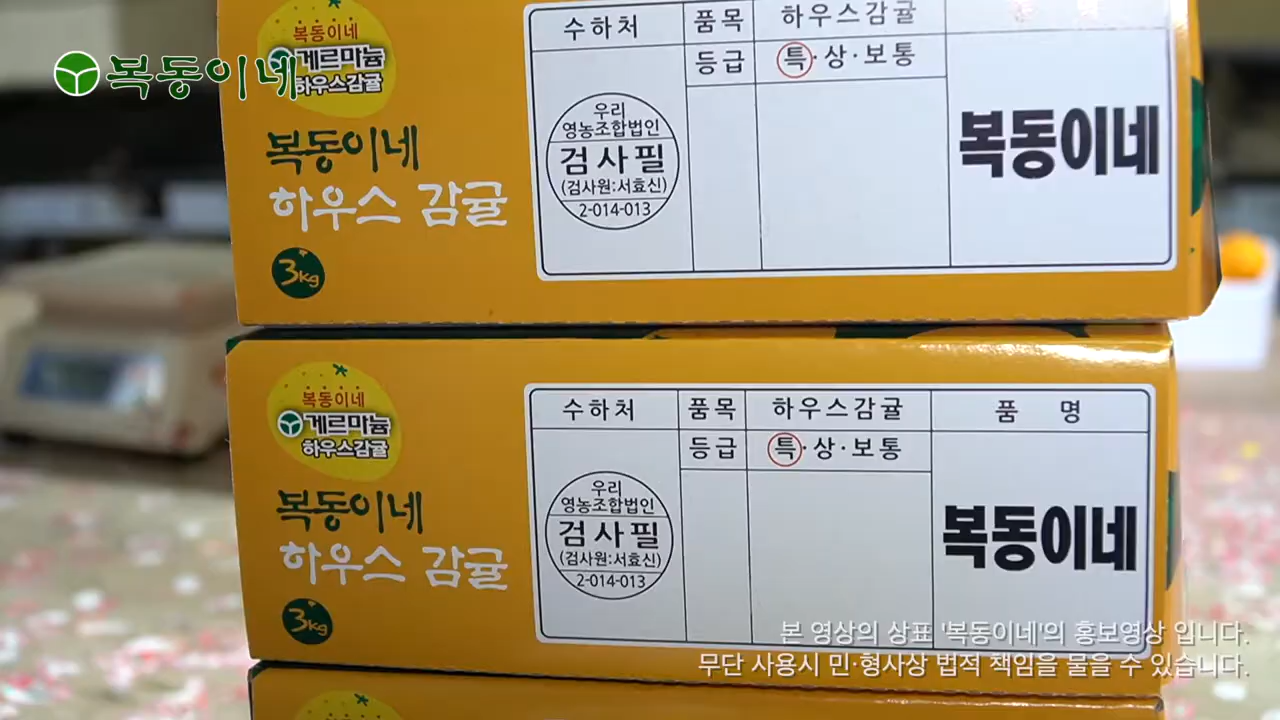 복동이네
복동이네
게르마늄
하우스감귤
복동이네
하우스 감귤
3kg
수하처
품목
하우스감귤
등급
특·상·보통
우리
영농조합법인
검사필
(검사원:서효신)
2-014-013
복동이네
복동이네
게르마늄
하우스감귤
복동이네
하우스 감귤
3kg
수하처
품목
하우스감귤
품 명
등급
특·상·보통
우리
영농조합법인
검사필
(검사원:서효신)
2-014-013
복동이네
본 영상의 상표 '복동이네'의 홍보영상 입니다.
무단 사용시 민·형사상 법적 책임을 물을 수 있습니다.